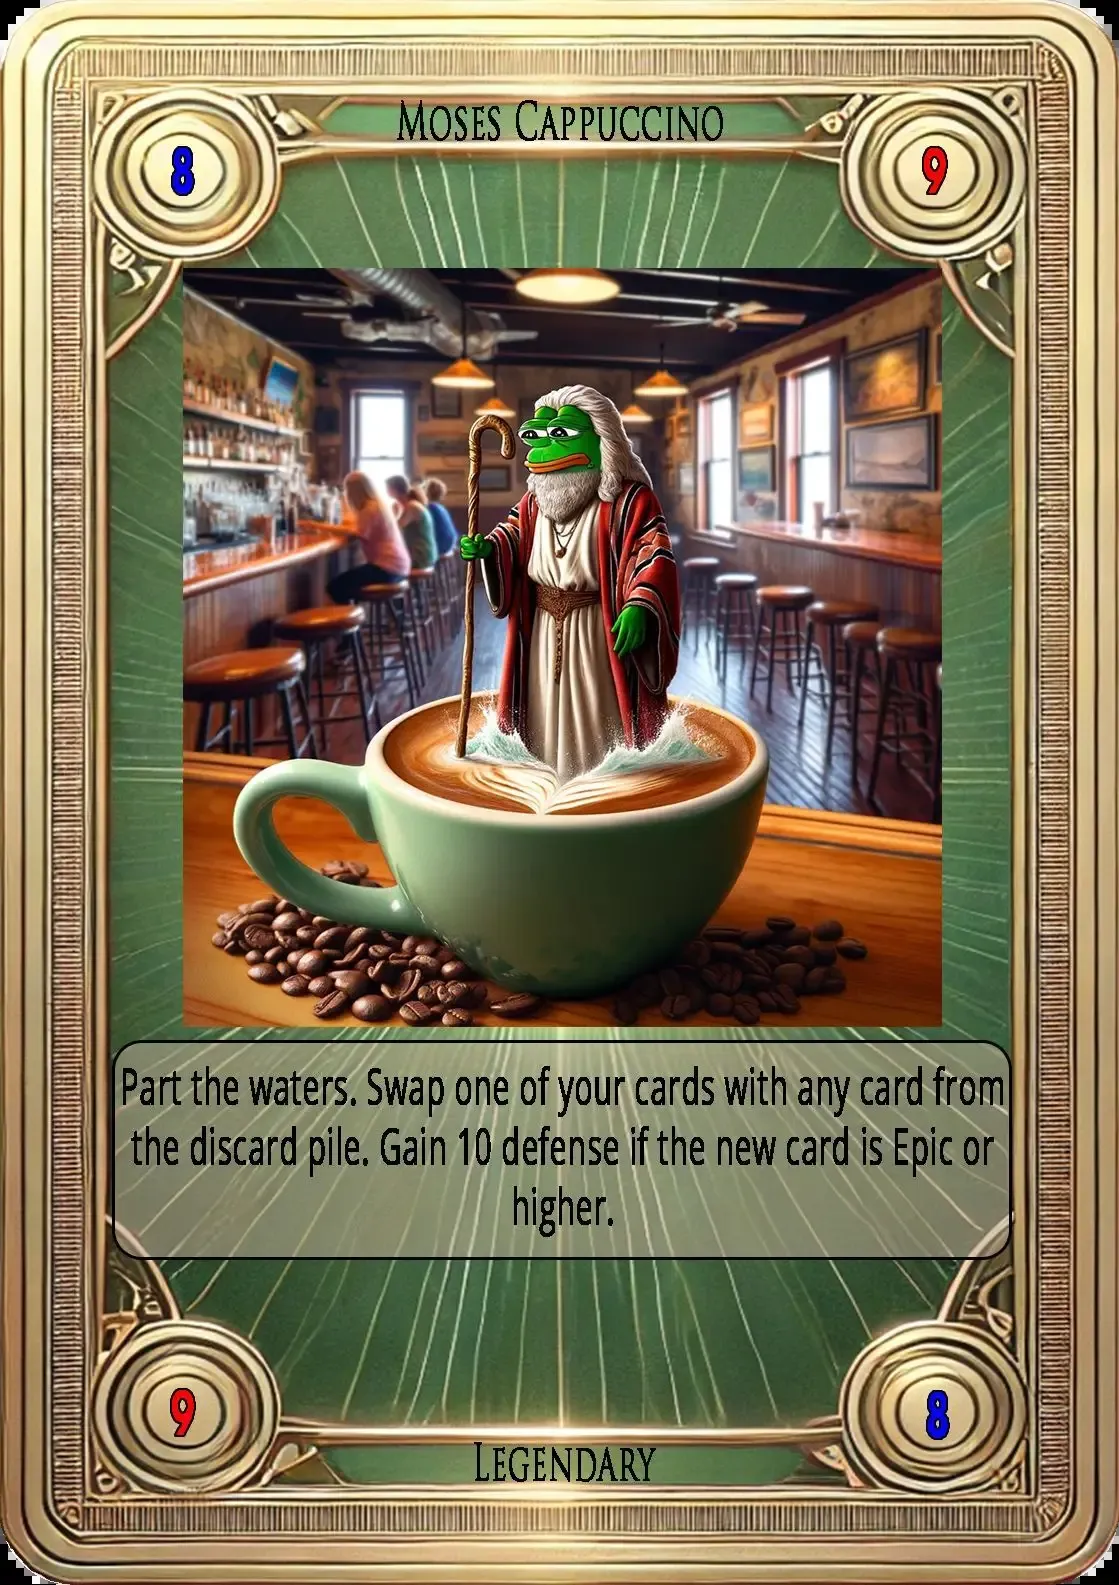 Moses Cappuccino
8
9
Part the waters. Swap one of your cards with any card from
the discard pile. Gain 10 defense if the new card is Epic or
higher.
9
8
Legendary